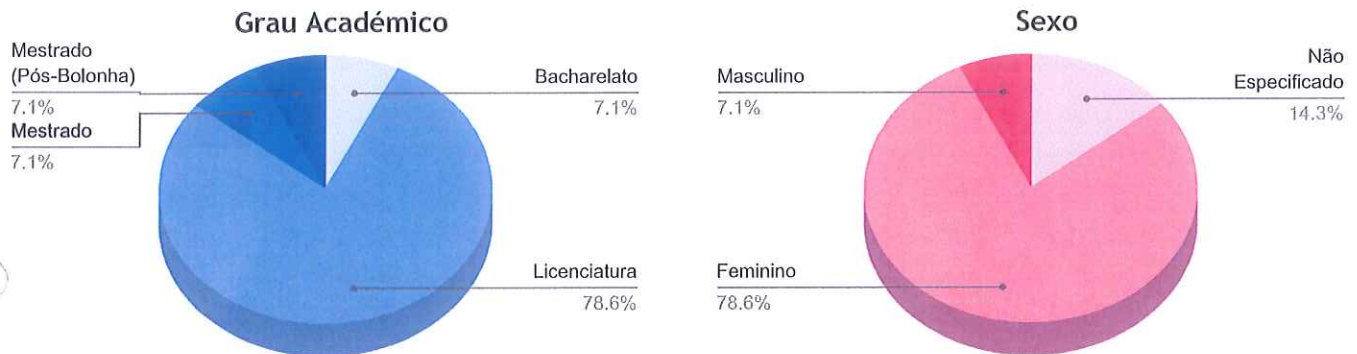 Grau Académico
Mestrado
(Pós-Bolonha)
7.1%
Mestrado
7.1%
Bacharelato
7.1%
Licenciatura
78.6%
Sexo
Masculino
7.1%
Não
Especificado
14.3%
Feminino
78.6%